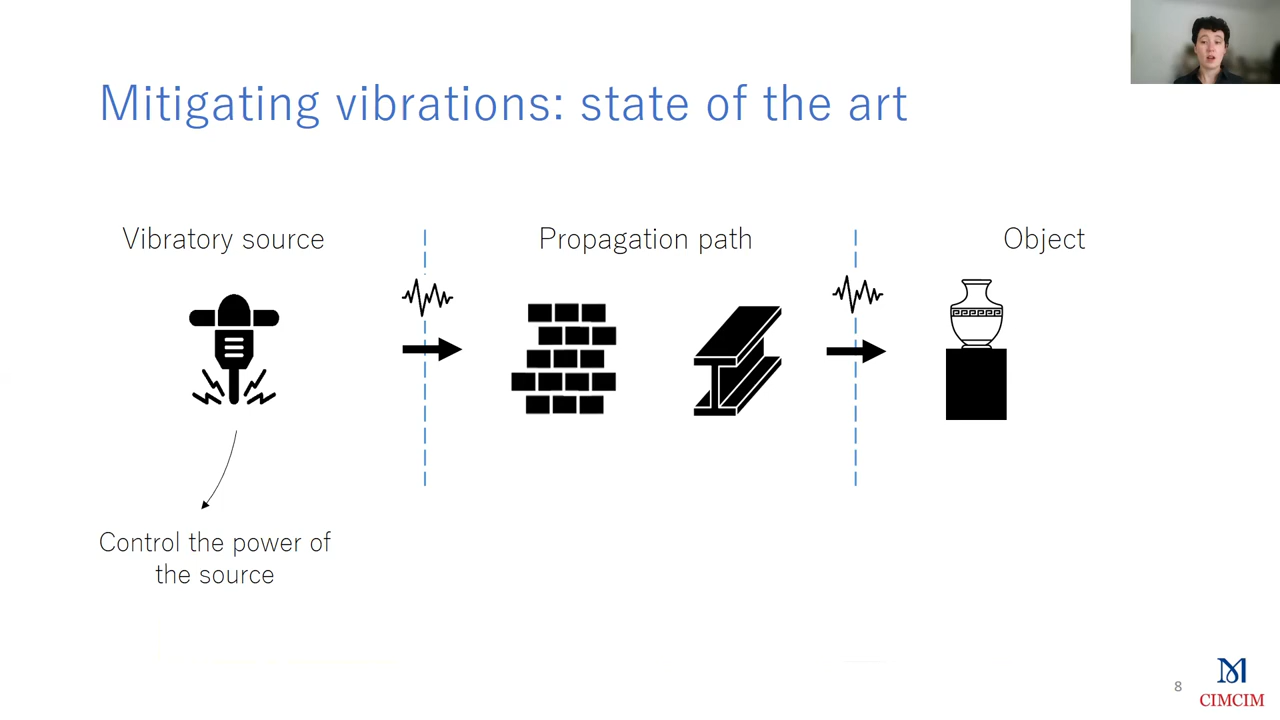 Mitigating vibrations: state of the art
Vibratory source
Propagation path
Object
Control the power of
the source
8
CIMCIM